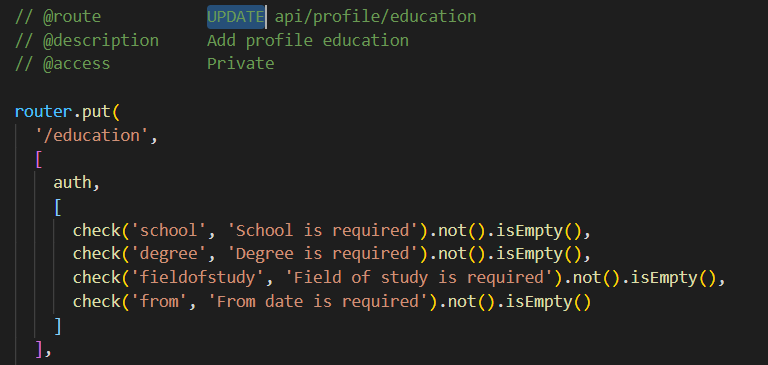 // @route          UPDATE api/profile/education
// @description    Add profile education
// @access         Private
router.put(
  '/education',
  [
    auth,
    [
      check('school', 'School is required').not().isEmpty(),
      check('degree', 'Degree is required').not().isEmpty(),
      check('fieldofstudy', 'Field of study is required').not().isEmpty(),
      check('from', 'From date is required').not().isEmpty()
    ]
  ],